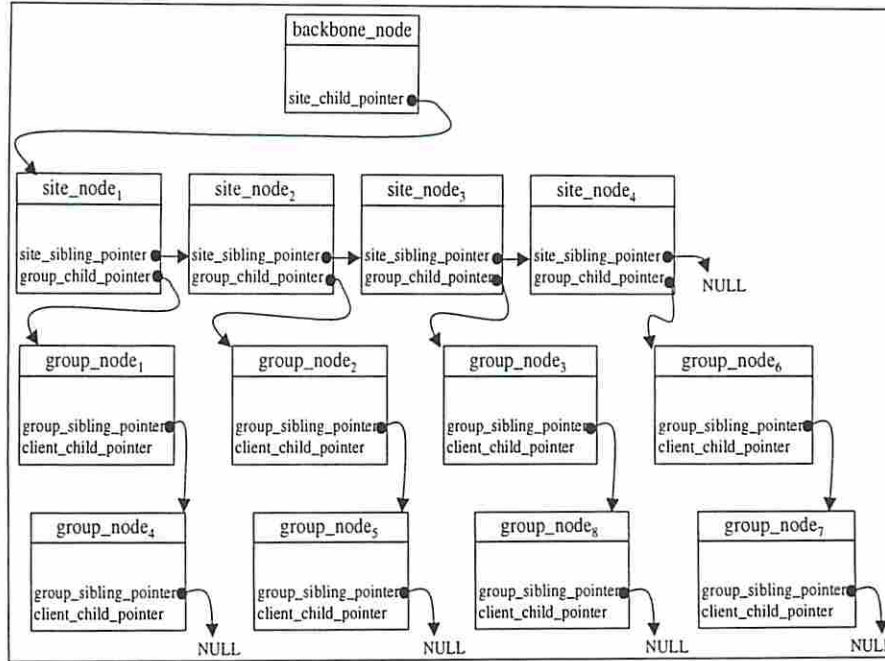 backbone_node
site_child_pointer
site_node₁ site_node₂ site_node₃ site_node₄
site_sibling_pointer site_sibling_pointer site_sibling_pointer site_sibling_pointer
group_child_pointer group_child_pointer group_child_pointer group_child_pointer
NULL
group_node₁ group_node₂ group_node₃ group_node₆
group_sibling_pointer group_sibling_pointer group_sibling_pointer group_sibling_pointer
client_child_pointer client_child_pointer client_child_pointer client_child_pointer
group_node₄ group_node₅ group_node₈ group_node₇
group_sibling_pointer group_sibling_pointer group_sibling_pointer group_sibling_pointer
client_child_pointer client_child_pointer client_child_pointer client_child_pointer
NULL NULL NULL NULL